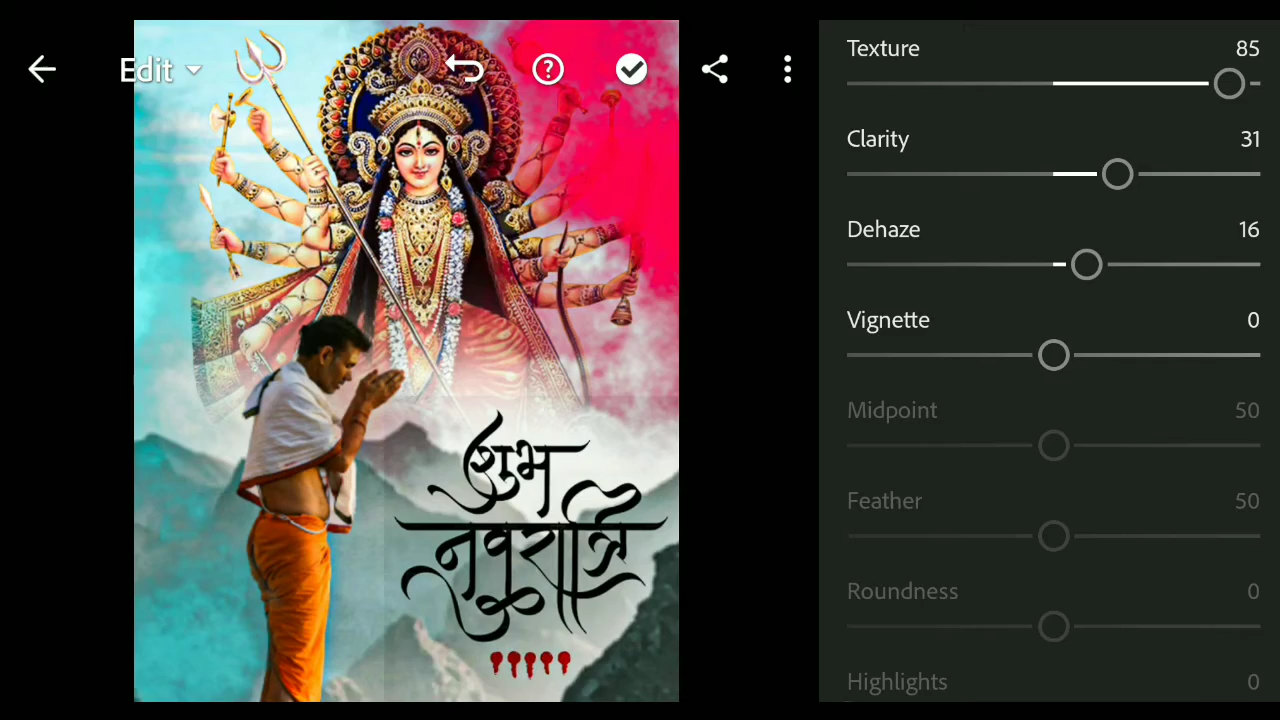 Edit
Texture 85
Clarity 31
Dehaze 16
Vignette 0
Midpoint 50
Feather 50
Roundness 0
Highlights 0
शुभ
नवरात्रि